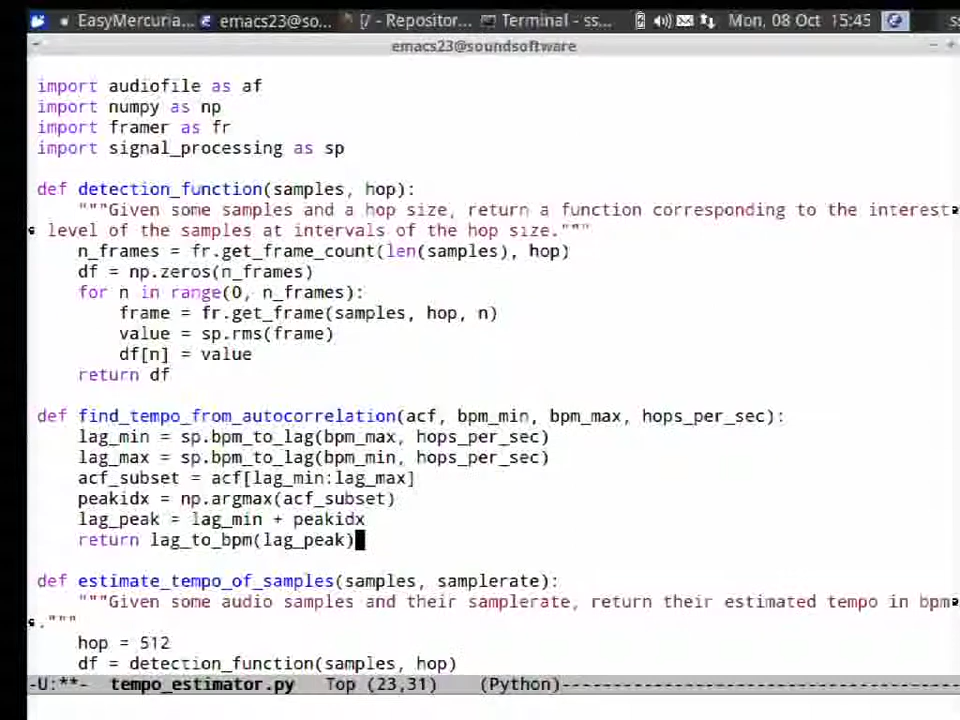 EasyMercuria... emacs23@so... [/ - Repositor... Terminal - ss... Mon, 08 Oct 15:45
emacs23@soundsoftware
import audiofile as af
import numpy as np
import framer as fr
import signal_processing as sp
def detection_function(samples, hop):
"""Given some samples and a hop size, return a function corresponding to the interest
level of the samples at intervals of the hop size."""
n_frames = fr.get_frame_count(len(samples), hop)
df = np.zeros(n_frames)
for n in range(0, n_frames):
frame = fr.get_frame(samples, hop, n)
value = sp.rms(frame)
df[n] = value
return df
def find_tempo_from_autocorrelation(acf, bpm_min, bpm_max, hops_per_sec):
lag_min = sp.bpm_to_lag(bpm_max, hops_per_sec)
lag_max = sp.bpm_to_lag(bpm_min, hops_per_sec)
acf_subset = acf[lag_min:lag_max]
peakidx = np.argmax(acf_subset)
lag_peak = lag_min + peakidx
return lag_to_bpm(lag_peak)
def estimate_tempo_of_samples(samples, samplerate):
"""Given some audio samples and their samplerate, return their estimated tempo in bpm
."""
hop = 512
df = detection_function(samples, hop)
-U:**- tempo_estimator.py Top (23,31) (Python)